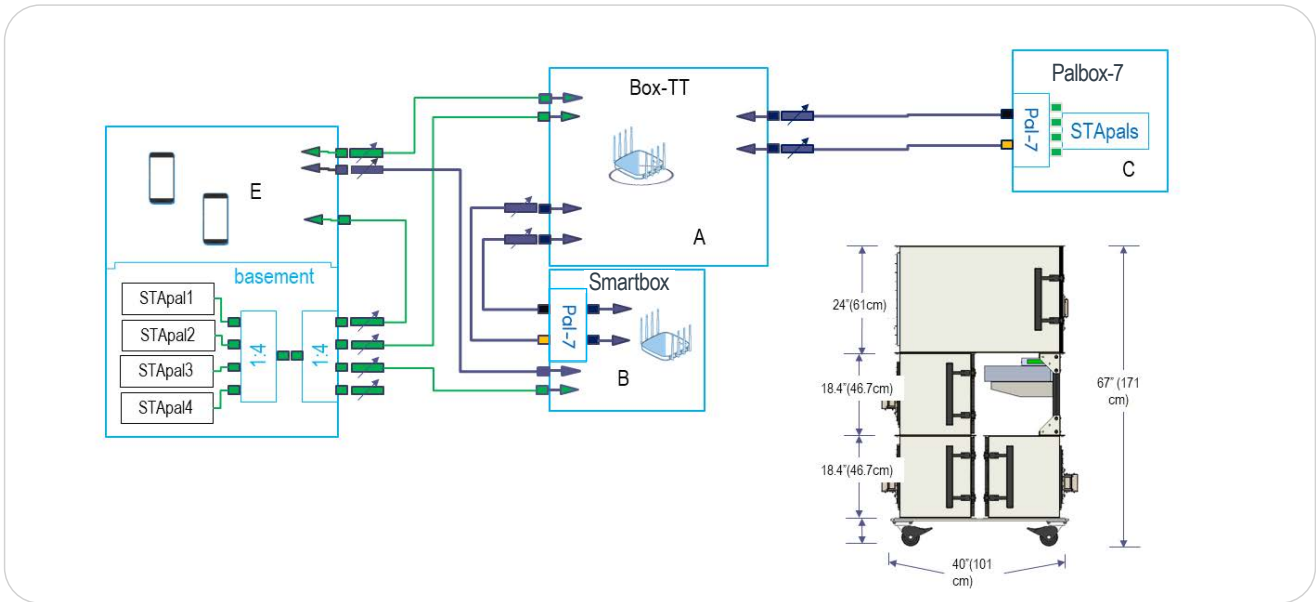 Box-TT
A
Palbox-7
Pal-7
STApals
C
E
basement
STApal1
STApal2
STApal3
STApal4
1:4
1:4
Smartbox
Pal-7
B
24"(61cm)
18.4"(46.7cm)
18.4"(46.7cm)
67" (171
cm)
40"(101
cm)